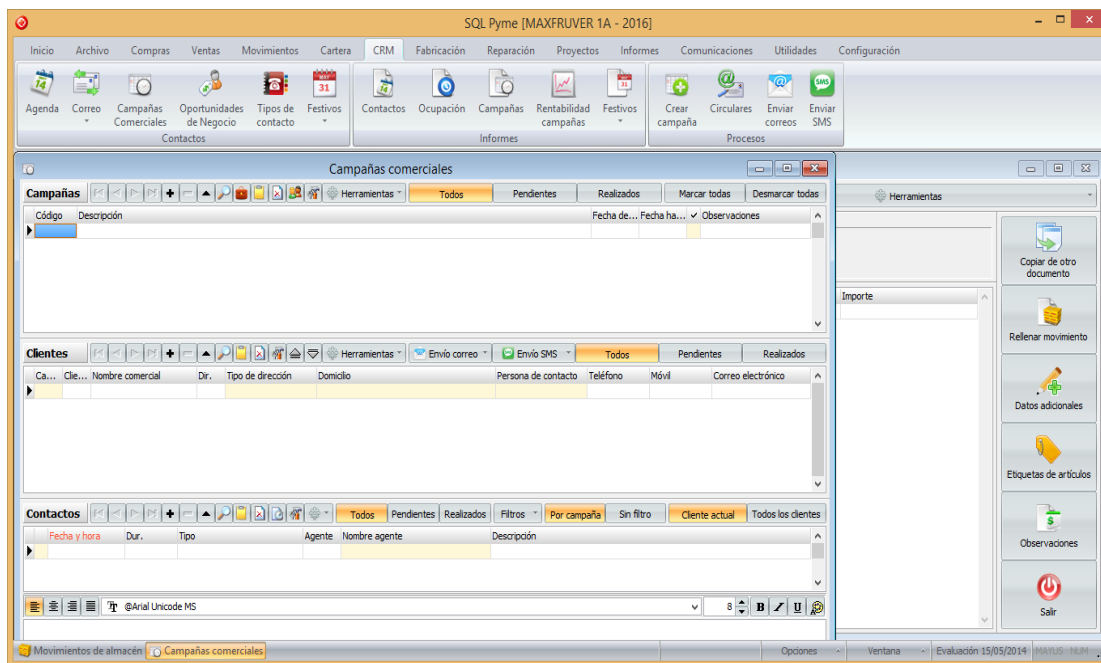 SQL Pyme [MAXFRUVER 1A - 2016]
Inicio Archivo Compras Ventas Movimientos Cartera CRM Fabricación Reparación Proyectos Informes Comunicaciones Utilidades Configuración
Agenda Correo Campañas Comerciales Oportunidades de Negocio Tipos de contacto Festivos Contactos Ocupación Campañas Rentabilidad campañas Festivos Crear campaña Circulares Enviar correos Enviar SMS
Contactos Informes Procesos
Campañas comerciales
Campañas Herramientas Todos Pendientes Realizados Marcar todas Desmarcar todas
Herramientas
Código Descripción Fecha de... Fecha ha... Observaciones
Copiar de otro documento
Importe
Rellenar movimiento
Clientes Herramientas Envío correo Envío SMS Todos Pendientes Realizados
Ca... Clie... Nombre comercial Dir. Tipo de dirección Domicilio Persona de contacto Teléfono Móvil Correo electrónico
Datos adicionales
Etiquetas de artículos
Contactos Todos Pendientes Realizados Filtros Por campaña Sin filtro Cliente actual Todos los clientes
Fecha y hora Dur. Tipo Agente Nombre agente Descripción
Observaciones
@Arial Unicode MS 8 B I U
Salir
Movimientos de almacén Campañas comerciales Opciones Ventana Evaluación 15/05/2014 MAYUS NUM